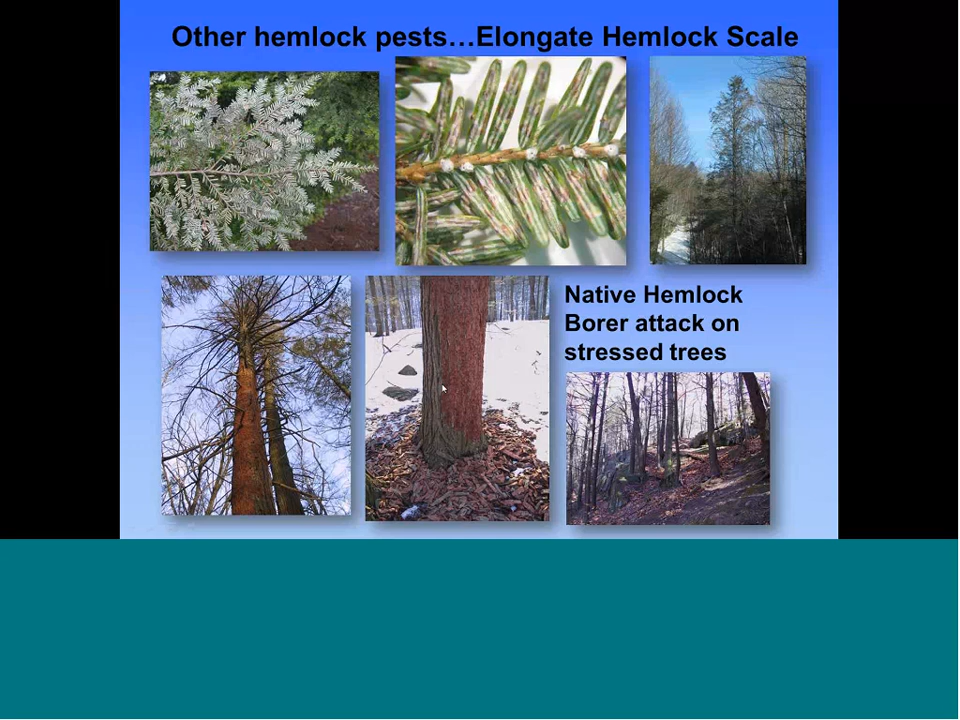 Other hemlock pests…Elongate Hemlock Scale
Native Hemlock
Borer attack on
stressed trees